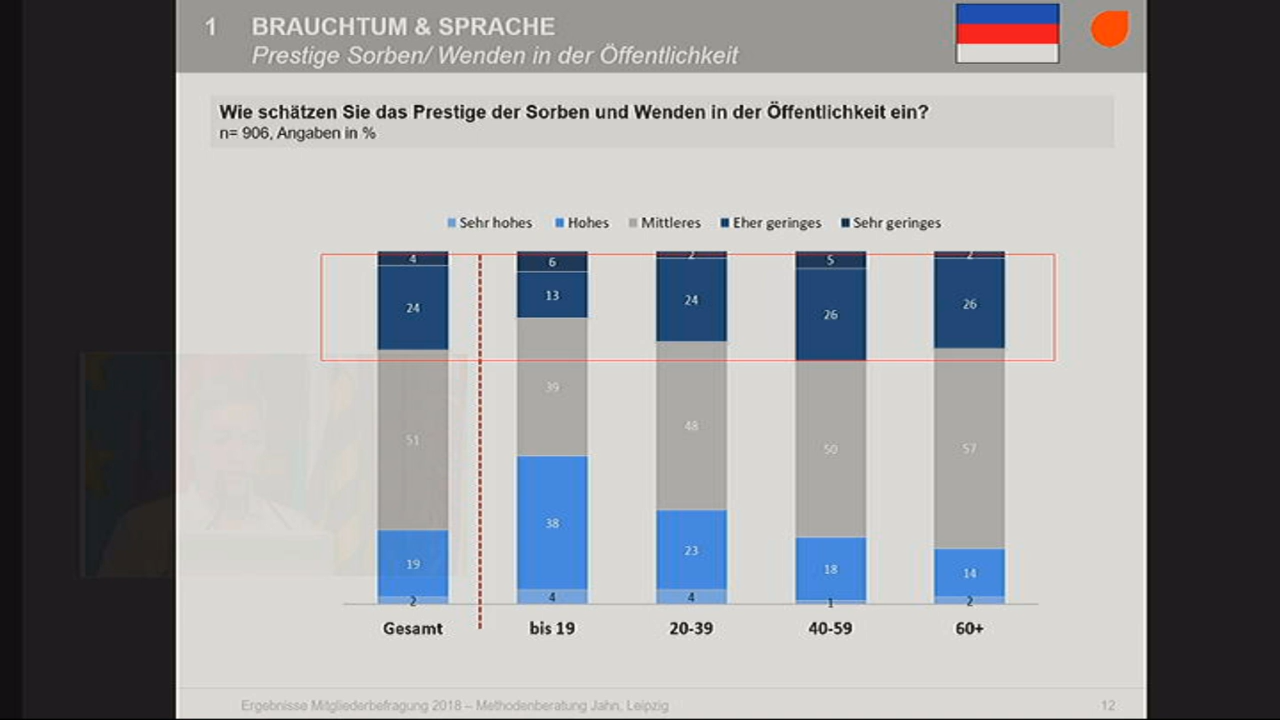 1 BRAUCHTUM & SPRACHE
Prestige Sorben/ Wenden in der Öffentlichkeit
Wie schätzen Sie das Prestige der Sorben und Wenden in der Öffentlichkeit ein?
n= 906, Angaben in %
Sehr hohes Hohes Mittleres Eher geringes Sehr geringes
4 6 2 5 2
24 13 24 26 26
51 39 48 50 57
19 38 23 18 14
2 4 4 1 2
Gesamt bis 19 20-39 40-59 60+
Ergebnisse Mitgliederbefragung 2018 – Methodenberatung Jahn, Leipzig 12